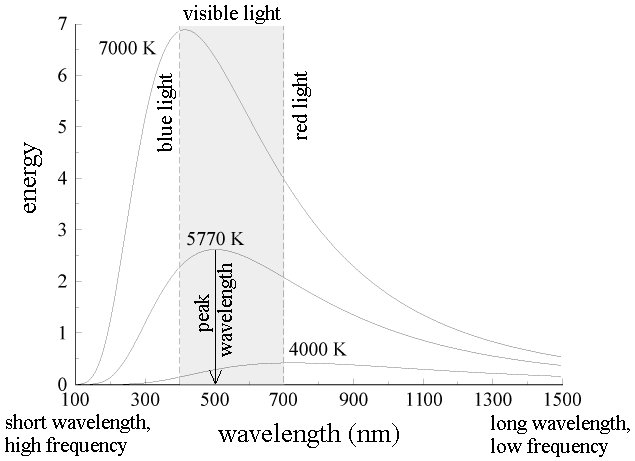 visible light
7
7000 K
6
blue light
red light
5
energy
4
3
5770 K
2
peak
wavelength
1
4000 K
0
100 300 500 700 900 1100 1300 1500
short wavelength,
high frequency
wavelength (nm)
long wavelength,
low frequency